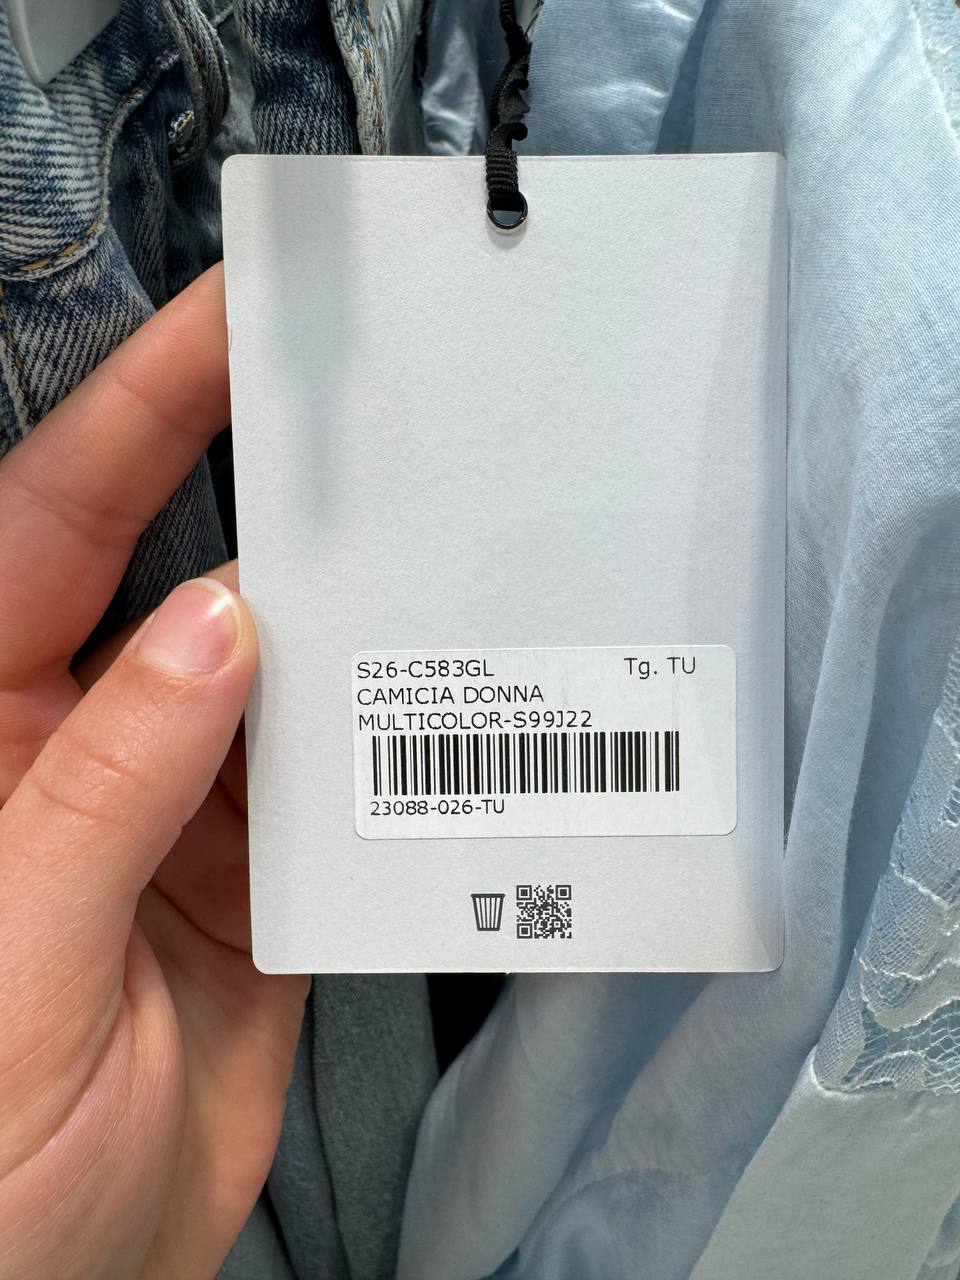 S26-C583GL Tg. TU
CAMICIA DONNA
MULTICOLOR-S99J22
23088-026-TU